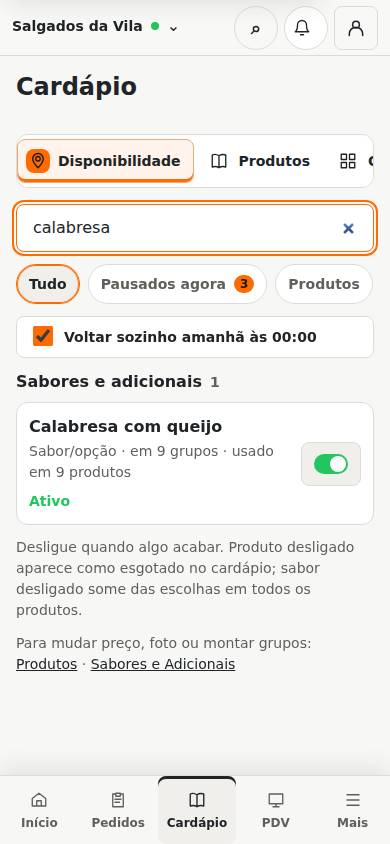 Salgados da Vila
Cardápio
Disponibilidade
Produtos
calabresa
Tudo
Pausados agora 3
Produtos
Voltar sozinho amanhã às 00:00
Sabores e adicionais 1
Calabresa com queijo
Sabor/opção · em 9 grupos · usado
em 9 produtos
Ativo
Desligue quando algo acabar. Produto desligado
aparece como esgotado no cardápio; sabor
desligado some das escolhas em todos os
produtos.
Para mudar preço, foto ou montar grupos:
Produtos · Sabores e Adicionais
Início
Pedidos
Cardápio
PDV
Mais